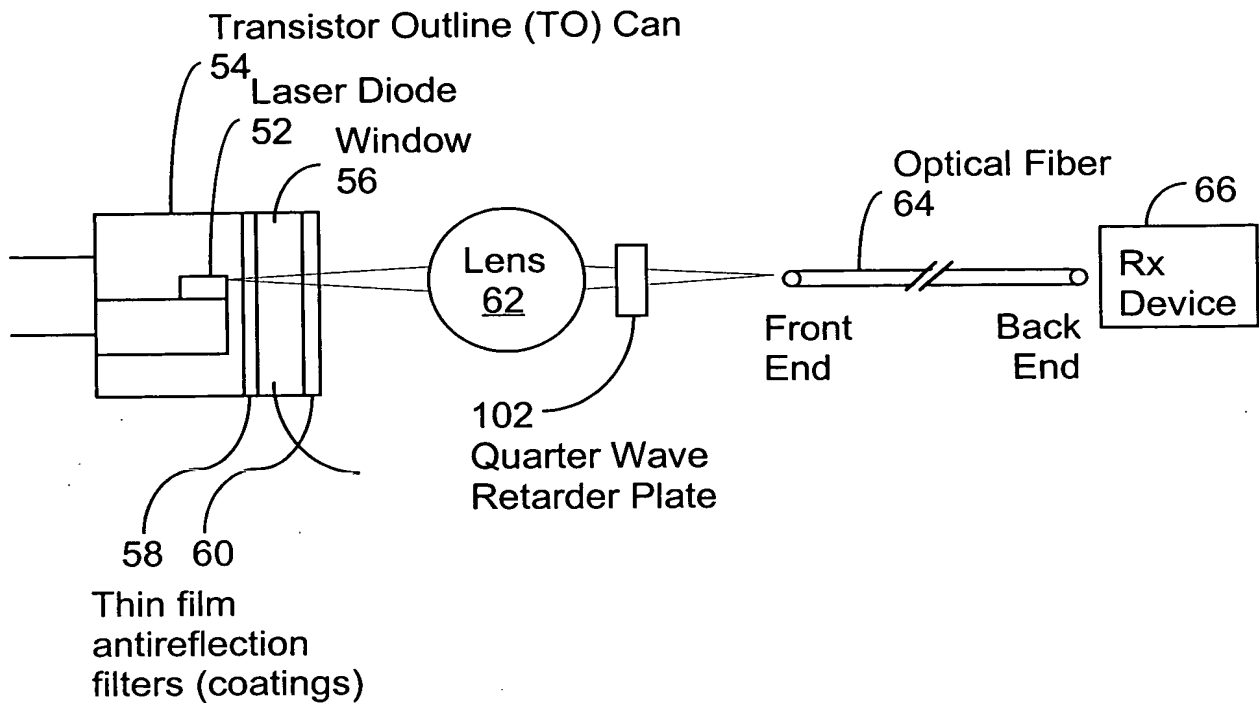 Transistor Outline (TO) Can
54
Laser Diode
52
Window
56
Optical Fiber
64
66
Lens
62
Rx
Device
Front
End
Back
End
102
Quarter Wave
Retarder Plate
58 60
Thin film
antireflection
filters (coatings)